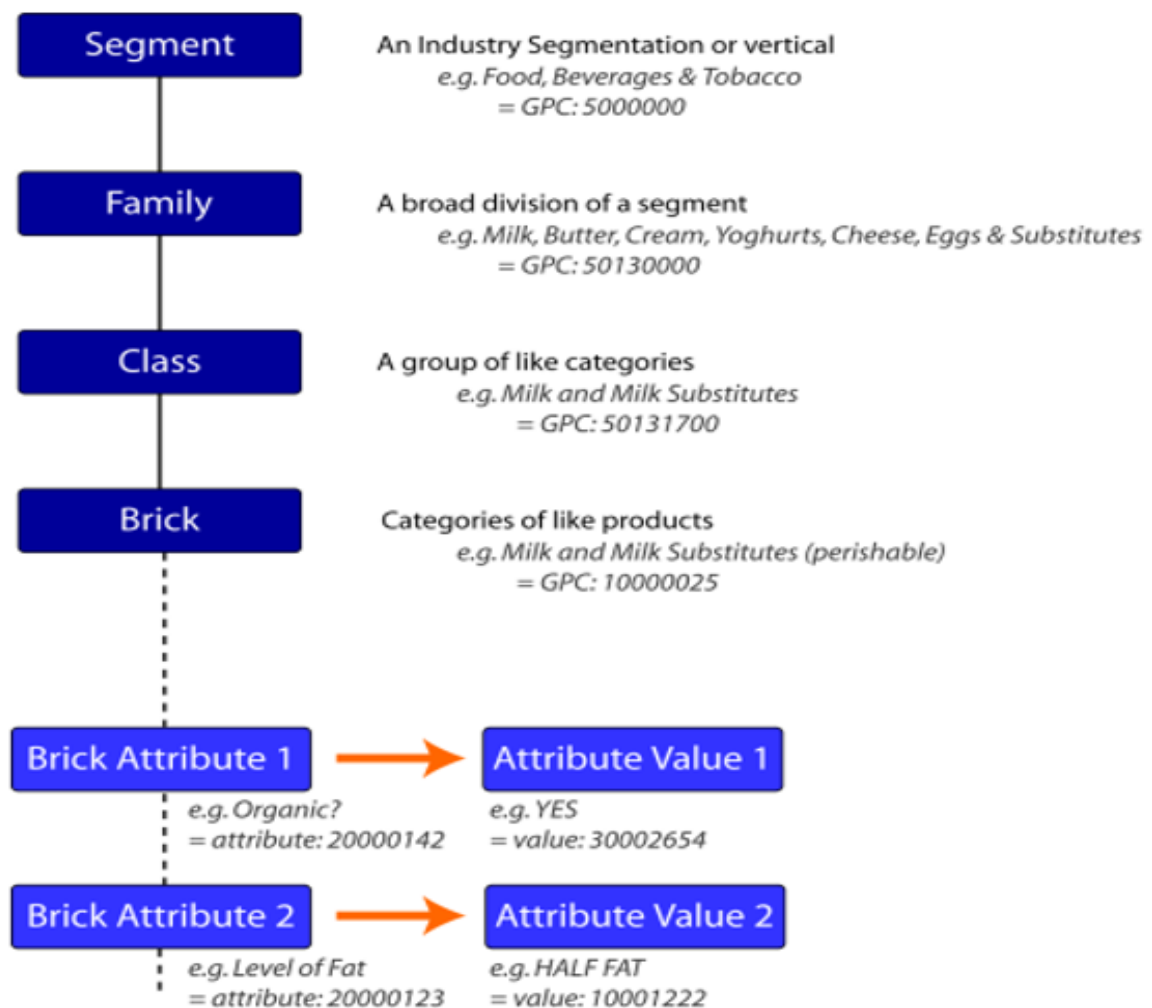 Segment
An Industry Segmentation or vertical
e.g. Food, Beverages & Tobacco
= GPC: 5000000
Family
A broad division of a segment
e.g. Milk, Butter, Cream, Yoghurts, Cheese, Eggs & Substitutes
= GPC: 50130000
Class
A group of like categories
e.g. Milk and Milk Substitutes
= GPC: 50131700
Brick
Categories of like products
e.g. Milk and Milk Substitutes (perishable)
= GPC: 10000025
Brick Attribute 1
Attribute Value 1
e.g. Organic?
= attribute: 20000142
e.g. YES
= value: 30002654
Brick Attribute 2
Attribute Value 2
e.g. Level of Fat
= attribute: 20000123
e.g. HALF FAT
= value: 10001222